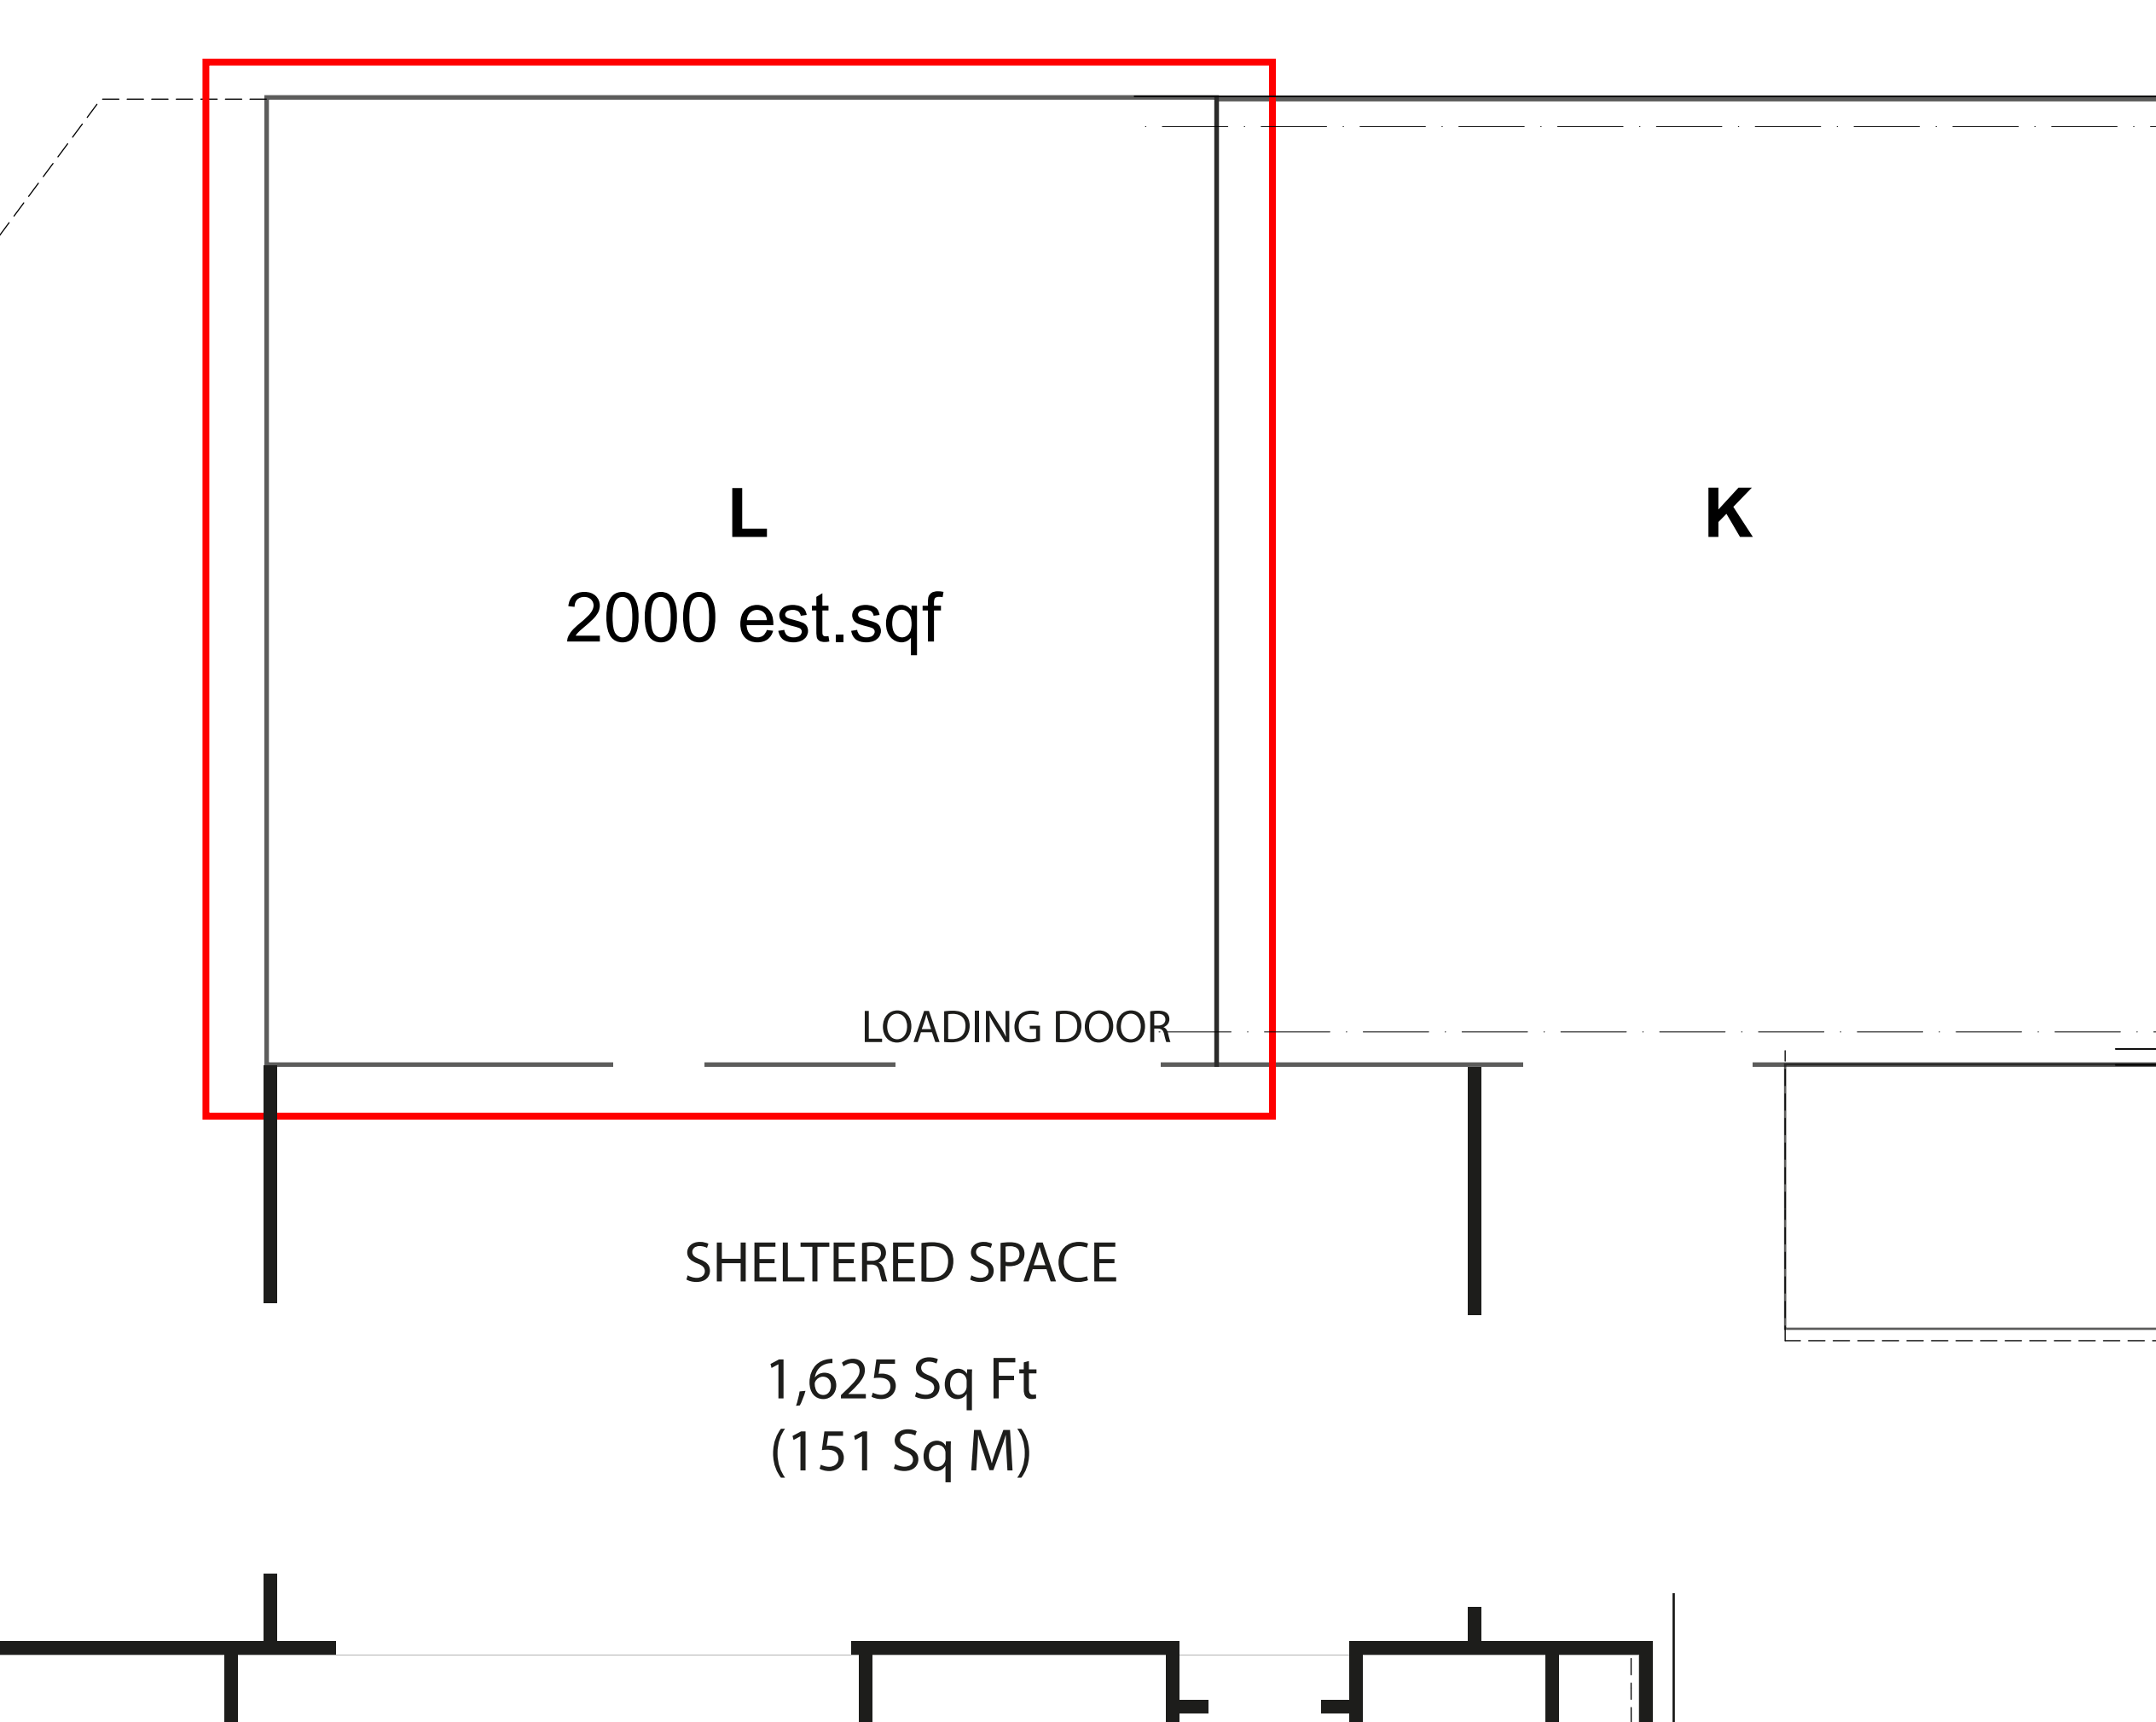 L
K
2000 est.sqf
LOADING DOOR
SHELTERED SPACE
1,625 Sq Ft
(151 Sq M)